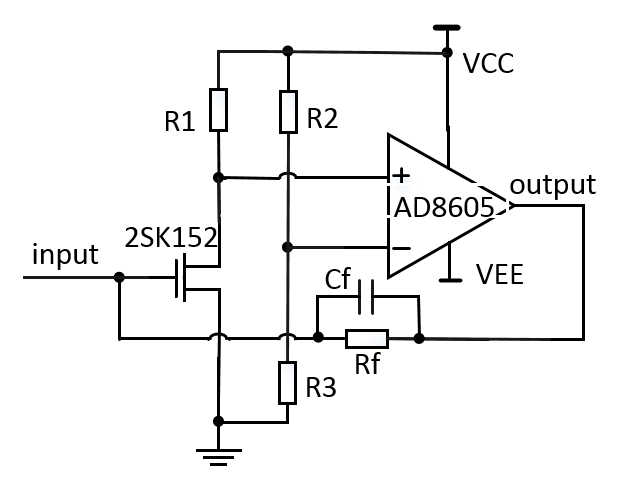 VCC
R1
R2
+
output
AD8605
2SK152
input
−
VEE
Cf
Rf
R3